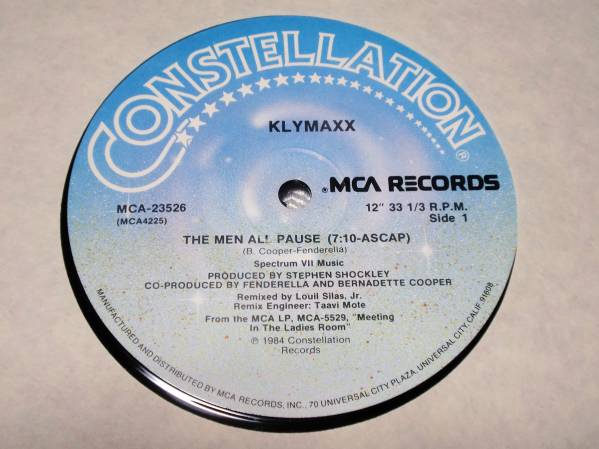 CONSTELLATION ®
KLYMAXX
® MCA RECORDS
MCA-23526
(MCA4225)
12" 33 1/3 R.P.M.
Side 1
THE MEN ALL PAUSE (7:10-ASCAP)
(B. Cooper-Fenderella)
Spectrum VII Music
PRODUCED BY STEPHEN SHOCKLEY
CO-PRODUCED BY FENDERELLA AND BERNADETTE COOPER
Remixed by Louil Silas, Jr.
Remix Engineer: Taavi Mote
From the MCA LP, MCA-5529, "Meeting
In The Ladies Room"
℗ 1984 Constellation
Records
MANUFACTURED AND DISTRIBUTED BY MCA RECORDS, INC., 70 UNIVERSAL CITY PLAZA, UNIVERSAL CITY, CALIF. 91608